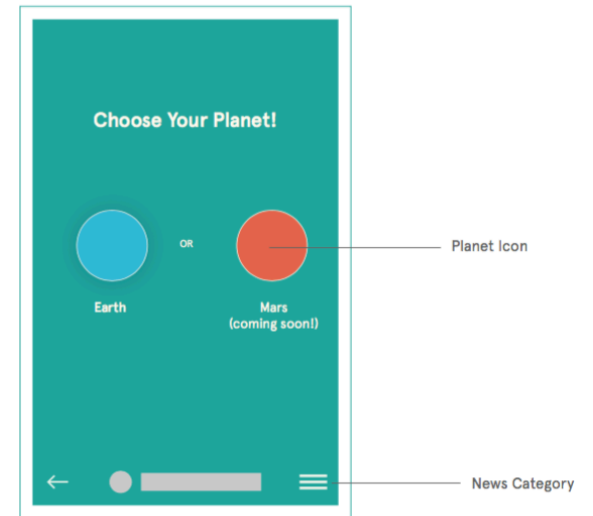 Choose Your Planet!
OR
Planet Icon
Earth
Mars
(coming soon!)
News Category